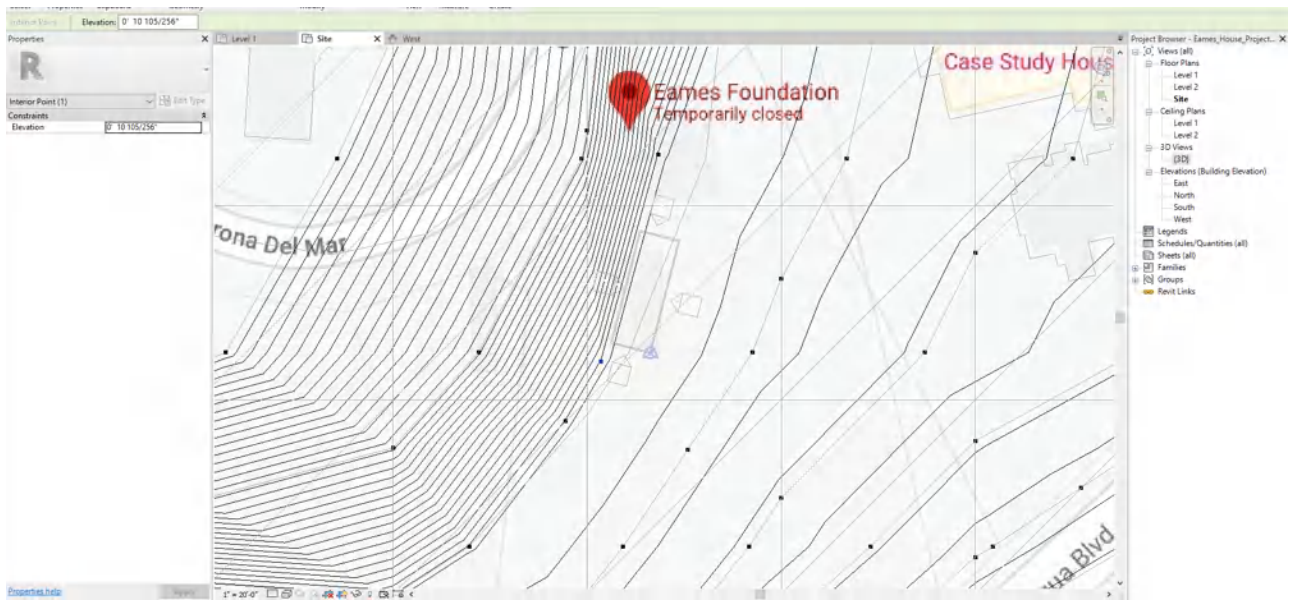 Elevation: 0' 10 105/256"
Properties
Level 1
Site
West
Project Browser - Eames_House_Project...
R
Interior Point (1)
Edit Type
Constraints
Elevation
0' 10 105/256"
Case Study Hous
Eames Foundation
Temporarily closed
rona Del Mar
Blvd
Views (all)
Floor Plans
Level 1
Level 2
Site
Ceiling Plans
Level 1
Level 2
3D Views
{3D}
Elevations (Building Elevation)
East
North
South
West
Legends
Schedules/Quantities (all)
Sheets (all)
Families
Groups
Revit Links
Properties help
Apply
1" = 20'-0"